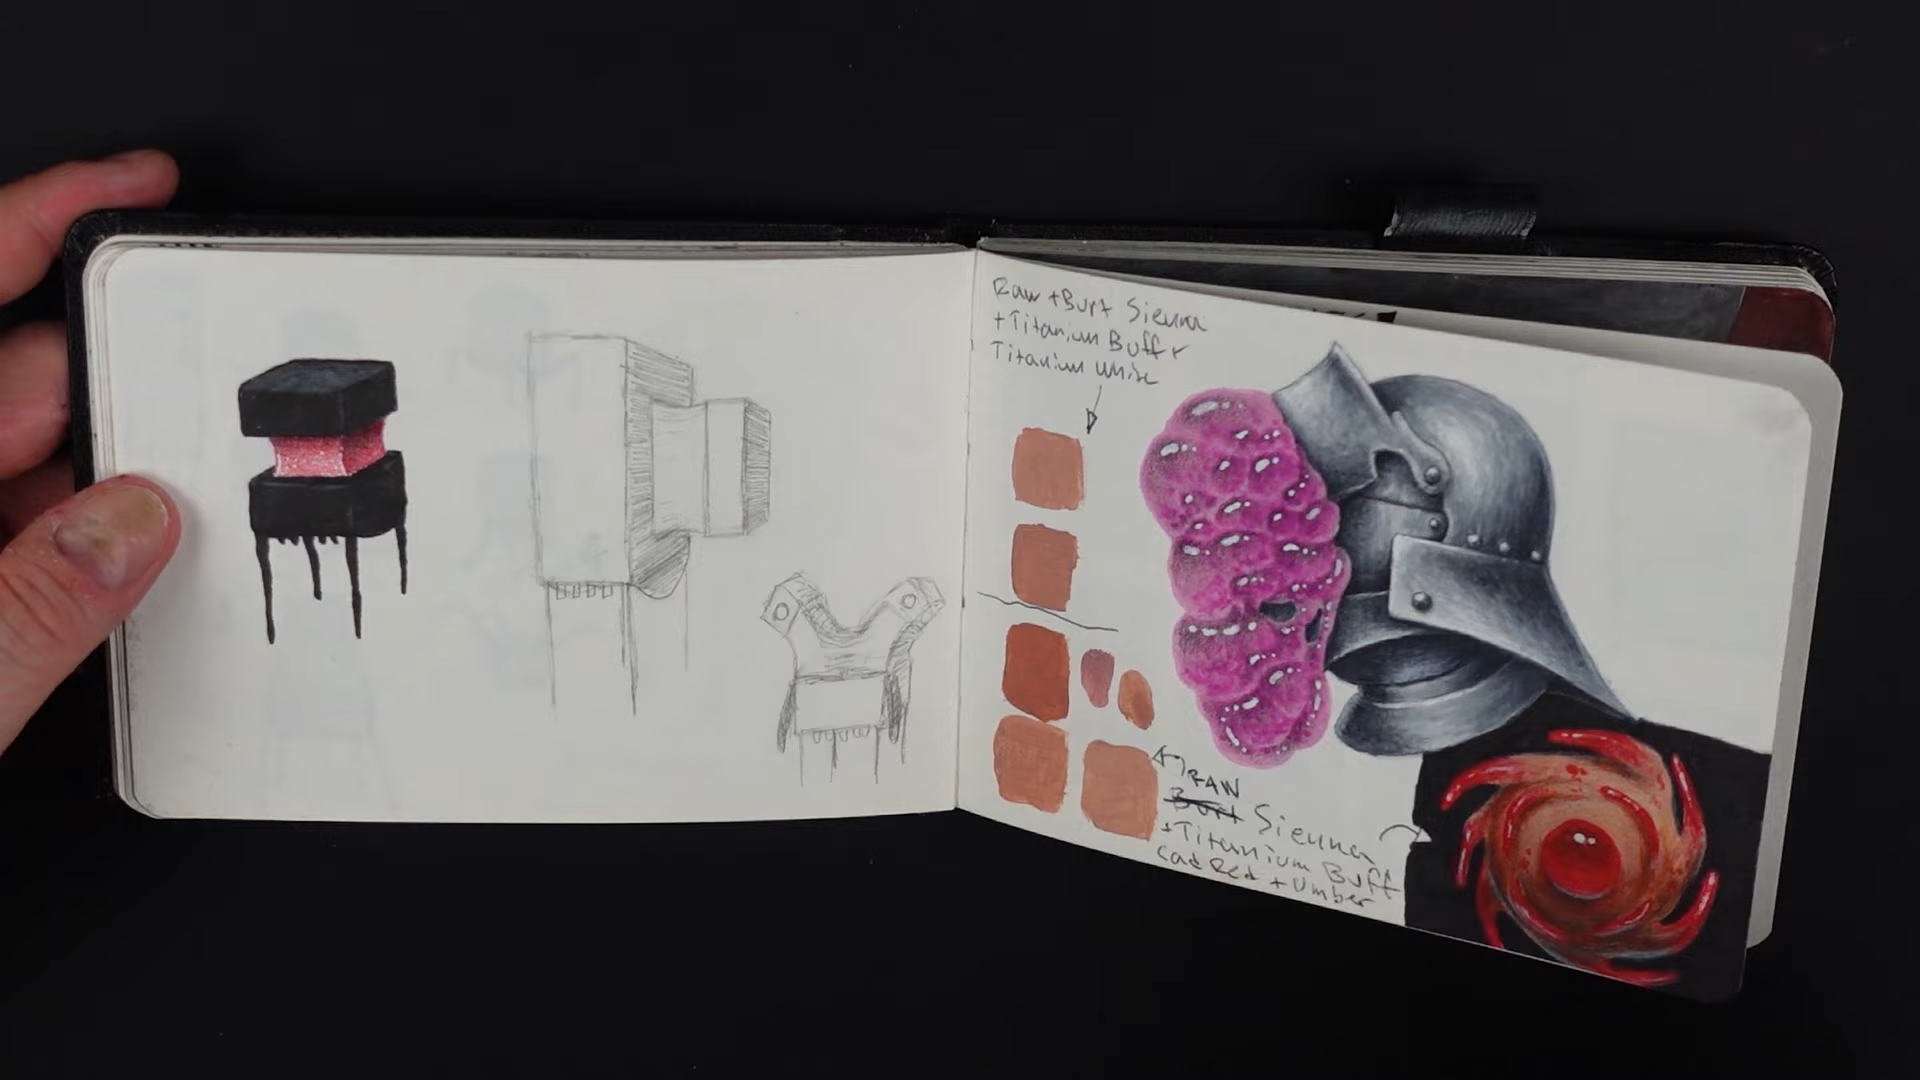 Raw + Burt Sienna
+ Titanium Buff +
Titanium White
RAW
Burt Sienna
+ Titanium Buff
Cad Red + Umber